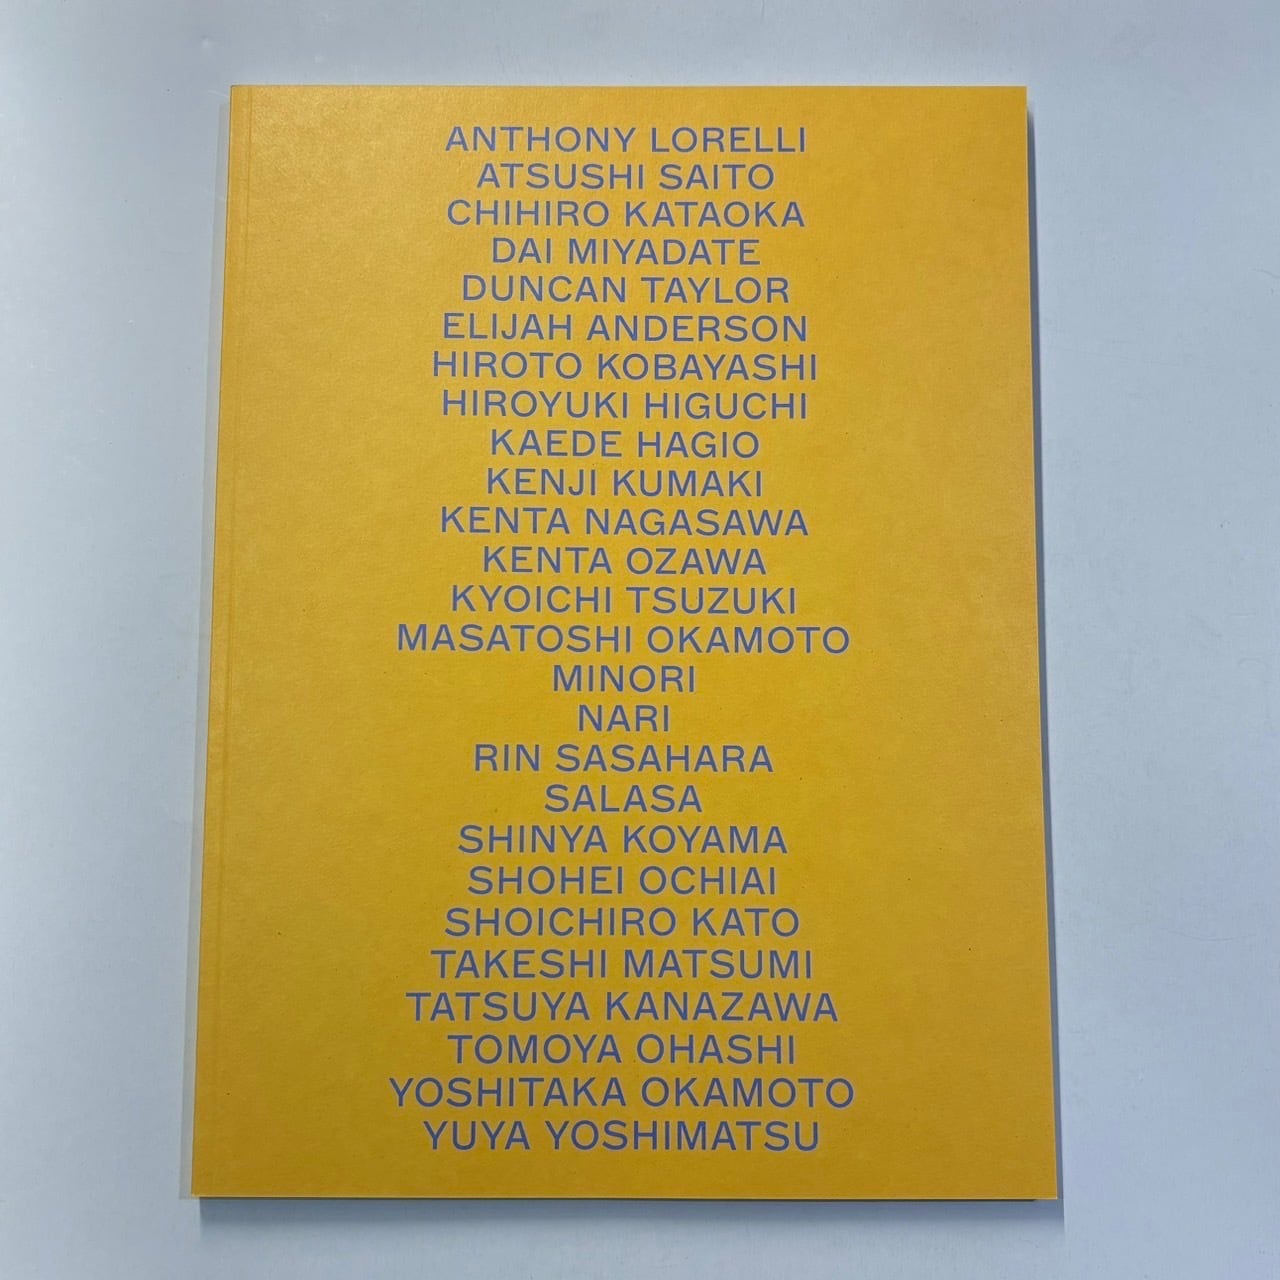 ANTHONY LORELLI
ATSUSHI SAITO
CHIHIRO KATAOKA
DAI MIYADATE
DUNCAN TAYLOR
ELIJAH ANDERSON
HIROTO KOBAYASHI
HIROYUKI HIGUCHI
KAEDE HAGIO
KENJI KUMAKI
KENTA NAGASAWA
KENTA OZAWA
KYOICHI TSUZUKI
MASATOSHI OKAMOTO
MINORI
NARI
RIN SASAHARA
SALASA
SHINYA KOYAMA
SHOHEI OCHIAI
SHOICHIRO KATO
TAKESHI MATSUMI
TATSUYA KANAZAWA
TOMOYA OHASHI
YOSHITAKA OKAMOTO
YUYA YOSHIMATSU